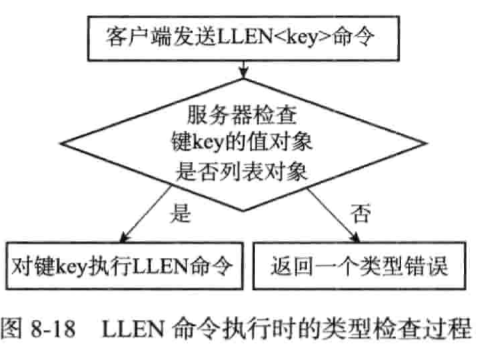 客户端发送LLEN<key>命令
服务器检查
键key的值对象
是否列表对象
是
否
对键key执行LLEN命令
返回一个类型错误
图 8-18 LLEN 命令执行时的类型检查过程